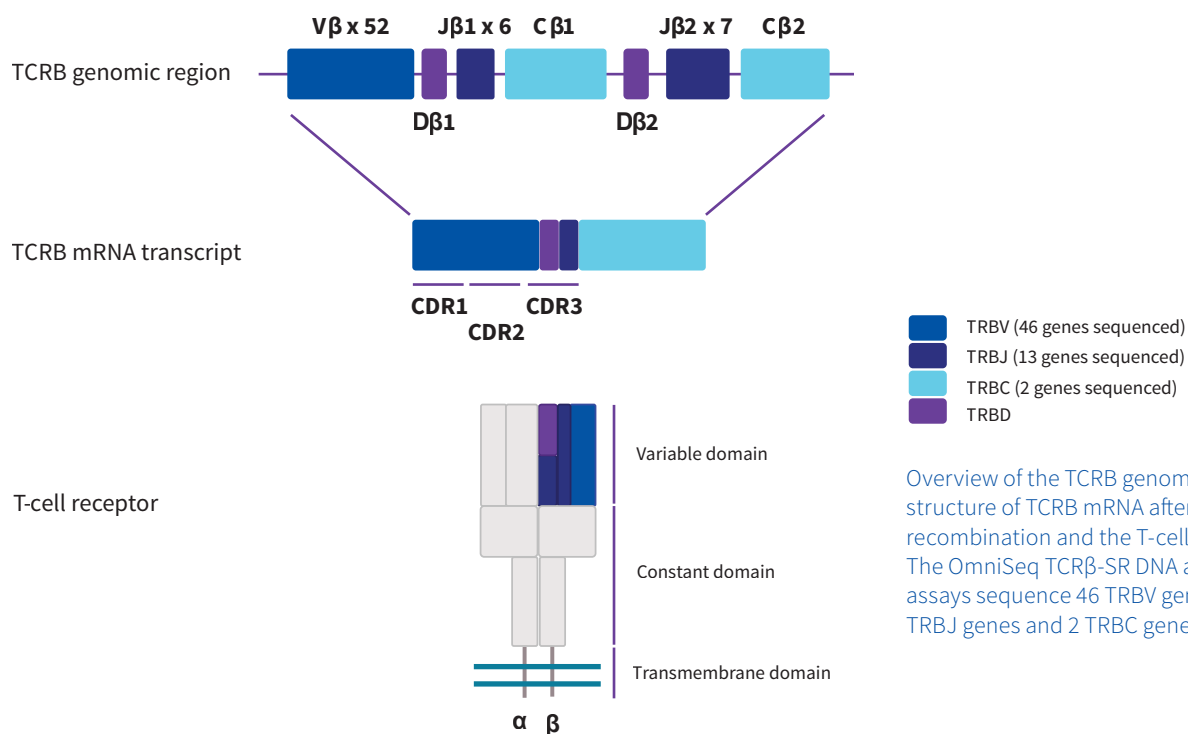 Vβ x 52
Jβ1 x 6
Cβ1
Jβ2 x 7
Cβ2
TCRB genomic region
Dβ1
Dβ2
TCRB mRNA transcript
CDR1
CDR2
CDR3
TRBV (46 genes sequenced)
TRBJ (13 genes sequenced)
TRBC (2 genes sequenced)
TRBD
Variable domain
T-cell receptor
Constant domain
Transmembrane domain
α β
Overview of the TCRB genom
structure of TCRB mRNA after
recombination and the T-cell
The OmniSeq TCRβ-SR DNA a
assays sequence 46 TRBV gen
TRBJ genes and 2 TRBC gene